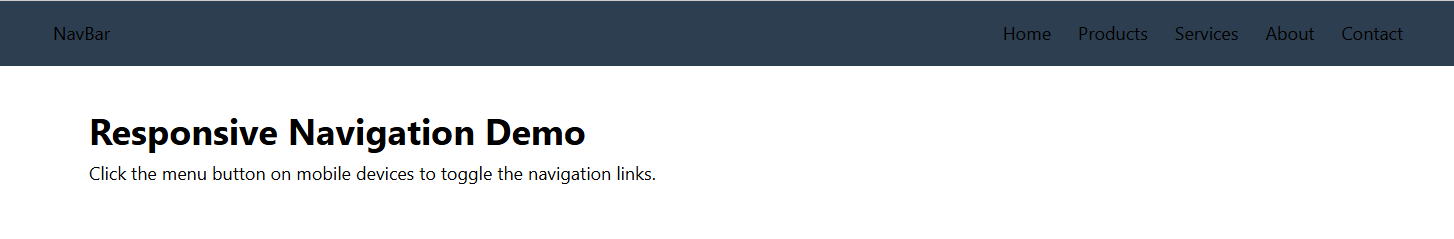 NavBar Home Products Services About Contact
Responsive Navigation Demo
Click the menu button on mobile devices to toggle the navigation links.